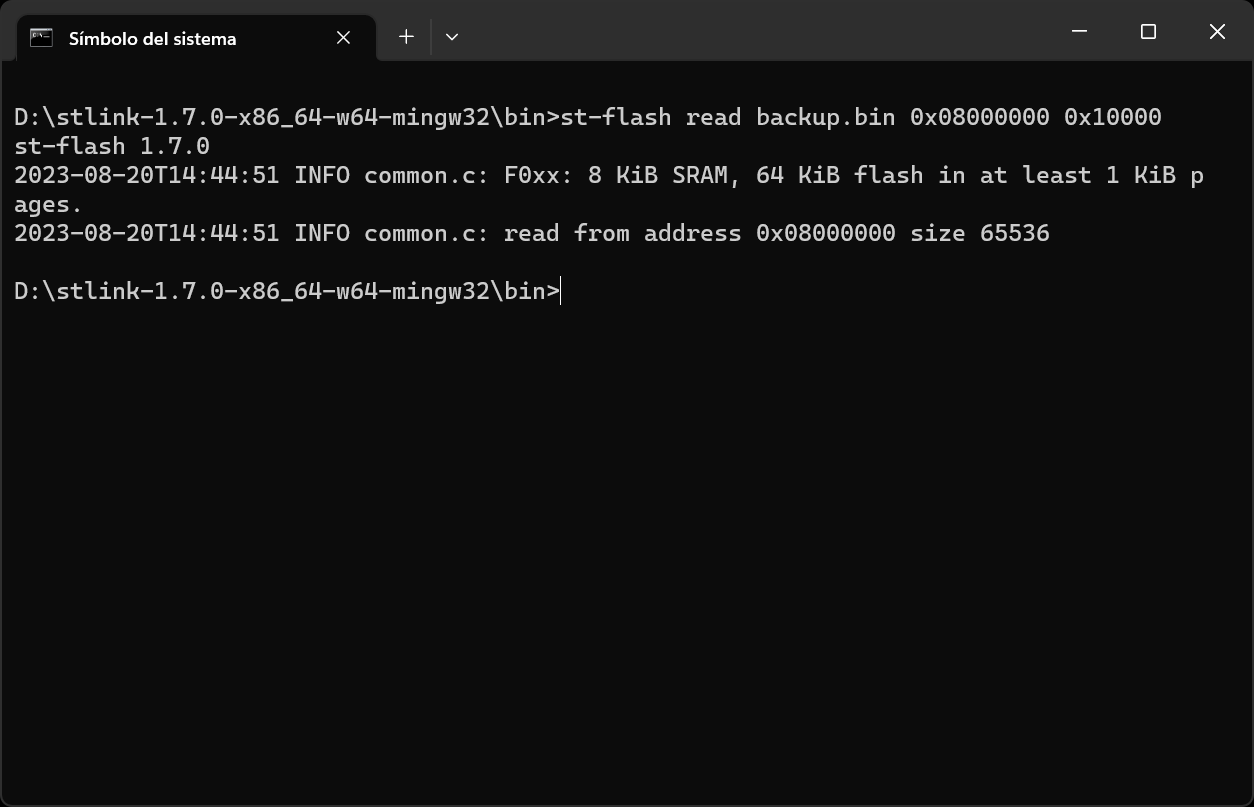 Símbolo del sistema
D:\stlink-1.7.0-x86_64-w64-mingw32\bin>st-flash read backup.bin 0x08000000 0x10000
st-flash 1.7.0
2023-08-20T14:44:51 INFO common.c: F0xx: 8 KiB SRAM, 64 KiB flash in at least 1 KiB p
ages.
2023-08-20T14:44:51 INFO common.c: read from address 0x08000000 size 65536
D:\stlink-1.7.0-x86_64-w64-mingw32\bin>